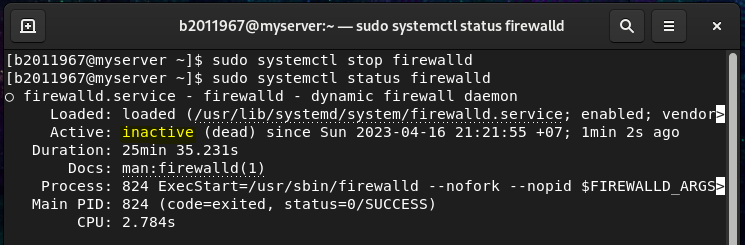 b2011967@myserver:~ — sudo systemctl status firewalld
[b2011967@myserver ~]$ sudo systemctl stop firewalld
[b2011967@myserver ~]$ sudo systemctl status firewalld
○ firewalld.service - firewalld - dynamic firewall daemon
Loaded: loaded (/usr/lib/systemd/system/firewalld.service; enabled; vendor>
Active: inactive (dead) since Sun 2023-04-16 21:21:55 +07; 1min 2s ago
Duration: 25min 35.231s
Docs: man:firewalld(1)
Process: 824 ExecStart=/usr/sbin/firewalld --nofork --nopid $FIREWALLD_ARGS>
Main PID: 824 (code=exited, status=0/SUCCESS)
CPU: 2.784s